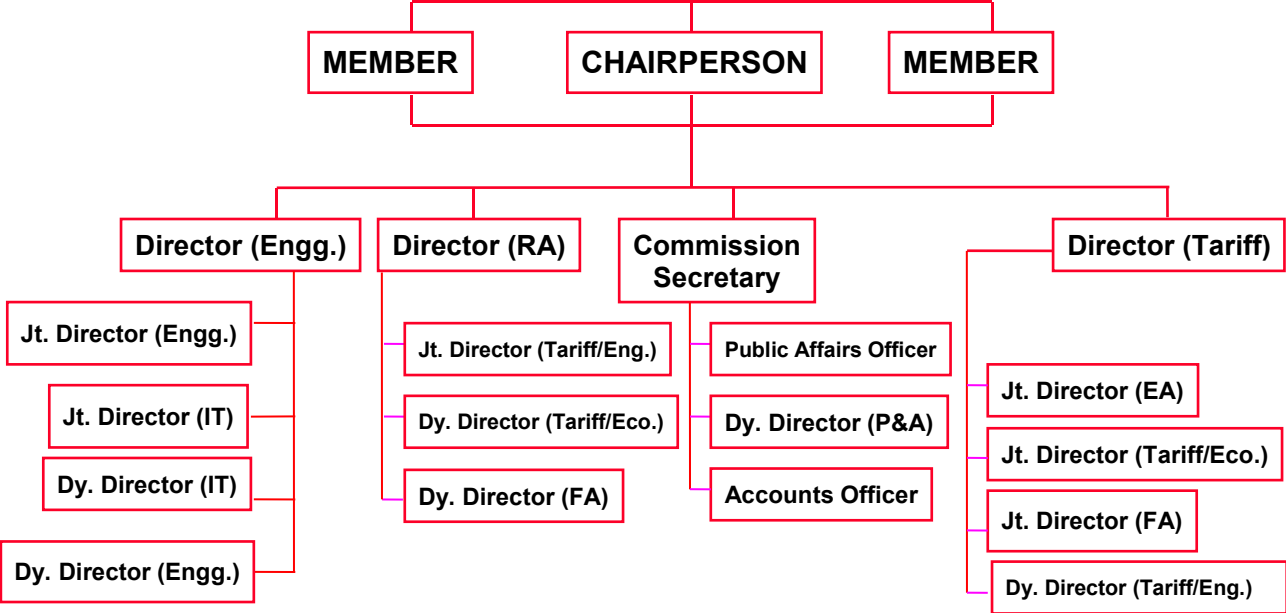 MEMBER
CHAIRPERSON
MEMBER
Director (Engg.)
Director (RA)
Commission
Secretary
Director (Tariff)
Jt. Director (Engg.)
Jt. Director (IT)
Dy. Director (IT)
Dy. Director (Engg.)
Jt. Director (Tariff/Eng.)
Dy. Director (Tariff/Eco.)
Dy. Director (FA)
Public Affairs Officer
Dy. Director (P&A)
Accounts Officer
Jt. Director (EA)
Jt. Director (Tariff/Eco.)
Jt. Director (FA)
Dy. Director (Tariff/Eng.)